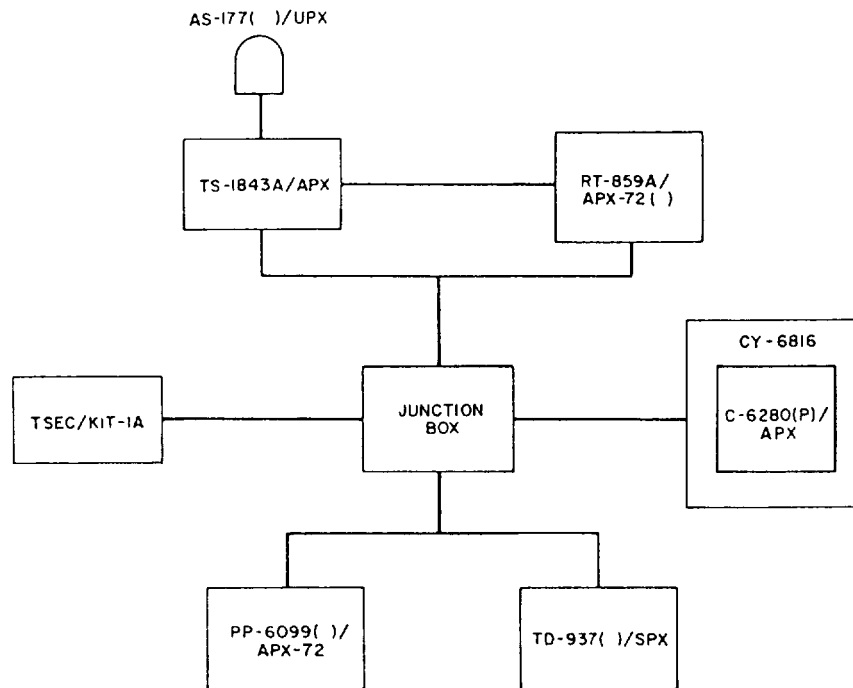 AS-177( )/UPX
TS-1843A/APX
RT-859A/
APX-72( )
CY-6816
TSEC/KIT-1A
JUNCTION
BOX
C-6280(P)/
APX
PP-6099( )/
APX-72
TD-937( )/SPX